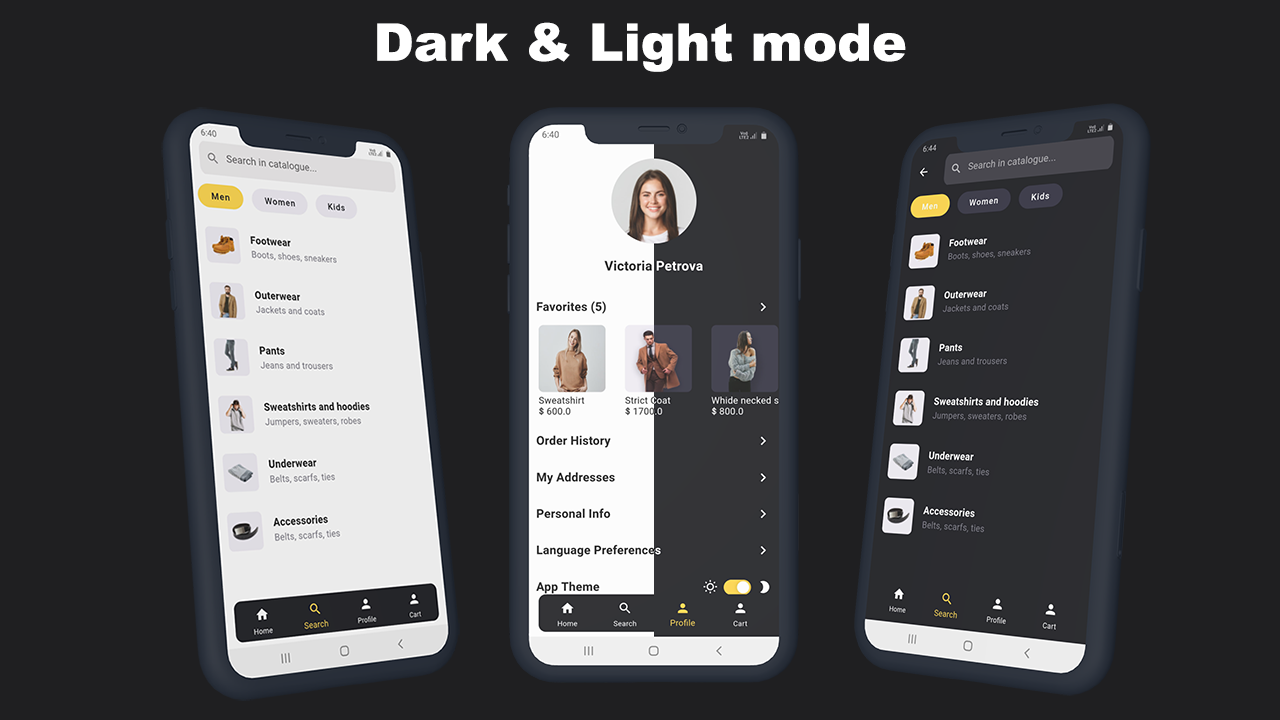 Dark & Light mode
6:40
Search in catalogue...
Men
Women
Kids
Footwear
Boots, shoes, sneakers
Outerwear
Jackets and coats
Pants
Jeans and trousers
Sweatshirts and hoodies
Jumpers, sweaters, robes
Underwear
Belts, scarfs, ties
Accessories
Belts, scarfs, ties
Home
Search
Profile
Cart
6:40
Victoria Petrova
Favorites (5)
Sweatshirt
$ 600.0
Strict Coat
$ 1700.0
Whide necked s
$ 800.0
Order History
My Addresses
Personal Info
Language Preferences
App Theme
Home
Search
Profile
Cart
6:44
Search in catalogue...
Men
Women
Kids
Footwear
Boots, shoes, sneakers
Outerwear
Jackets and coats
Pants
Jeans and trousers
Sweatshirts and hoodies
Jumpers, sweaters, robes
Underwear
Belts, scarfs, ties
Accessories
Belts, scarfs, ties
Home
Search
Profile
Cart